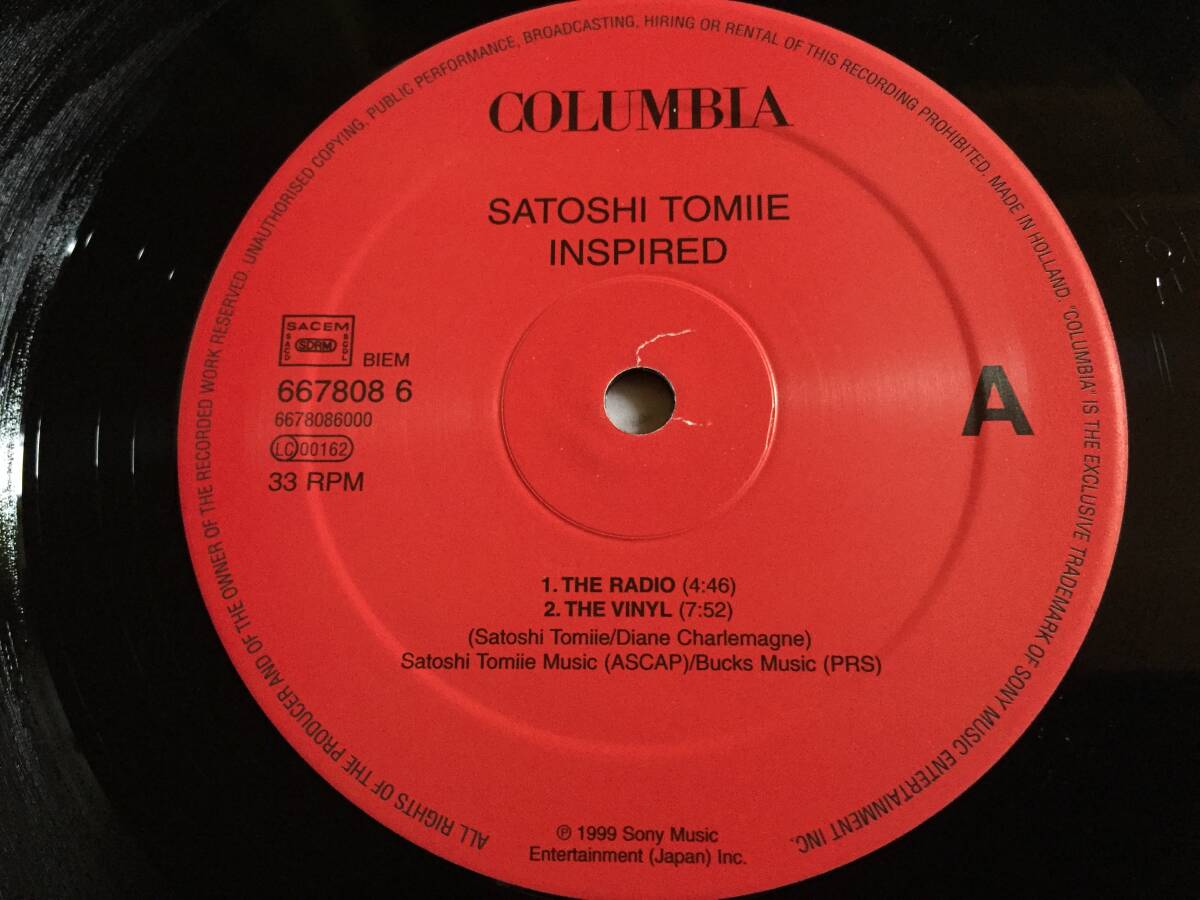 ALL RIGHTS OF THE PRODUCER AND OF THE OWNER OF THE RECORDED WORK RESERVED. UNAUTHORISED COPYING, PUBLIC PERFORMANCE, BROADCASTING, HIRING OR RENTAL OF THIS RECORDING PROHIBITED. MADE IN HOLLAND. "COLUMBIA" IS THE EXCLUSIVE TRADEMARK OF SONY MUSIC ENTERTAINMENT INC.
COLUMBIA
SATOSHI TOMIIE
INSPIRED
SACEM
SACD SDRM SGDL
BIEM
667808 6
6678086000
LC 00162
33 RPM
A
1. THE RADIO (4:46)
2. THE VINYL (7:52)
(Satoshi Tomiie/Diane Charlemagne)
Satoshi Tomiie Music (ASCAP)/Bucks Music (PRS)
℗ 1999 Sony Music
Entertainment (Japan) Inc.